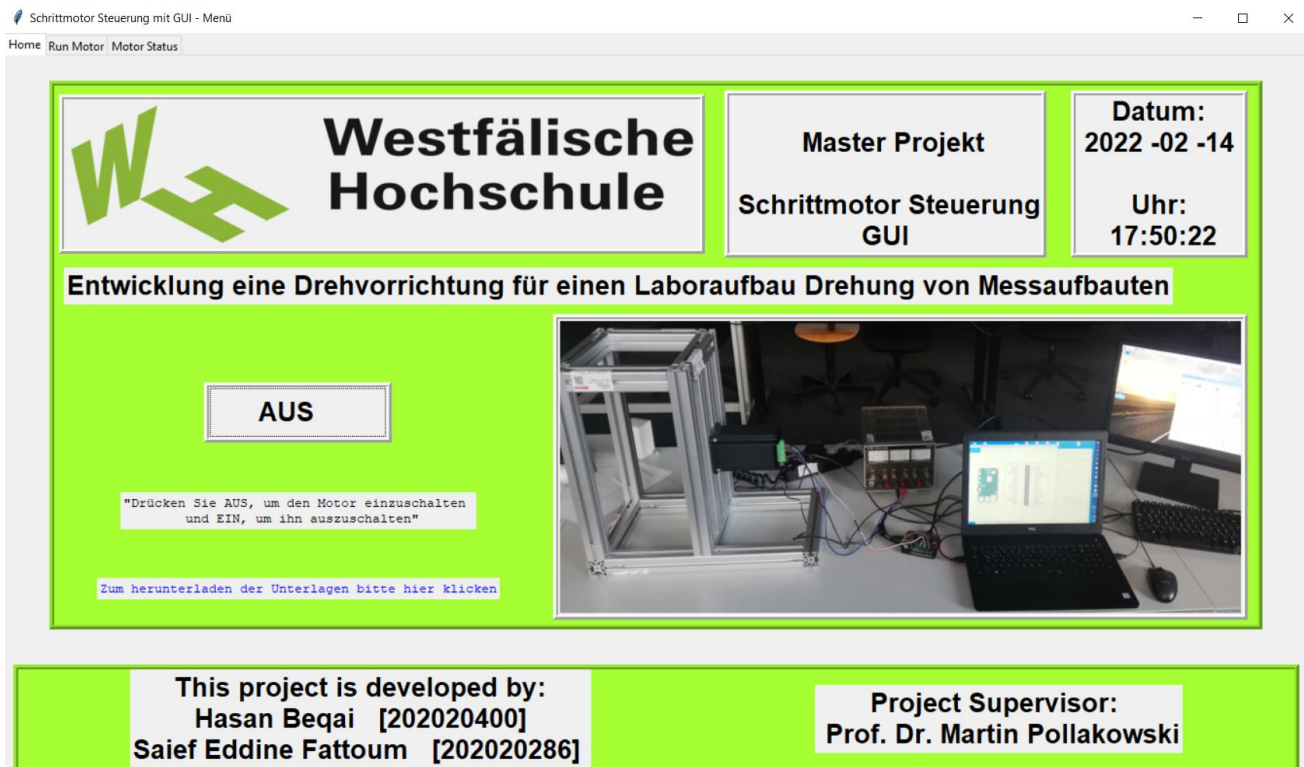 Schrittmotor Steuerung mit GUI - Menü
Home Run Motor Motor Status
Westfälische
Hochschule
Master Projekt
Schrittmotor Steuerung
GUI
Datum:
2022 -02 -14
Uhr:
17:50:22
Entwicklung eine Drehvorrichtung für einen Laboraufbau Drehung von Messaufbauten
AUS
"Drücken Sie AUS, um den Motor einzuschalten
und EIN, um ihn auszuschalten"
Zum herunterladen der Unterlagen bitte hier klicken
This project is developed by:
Hasan Beqai [202020400]
Saief Eddine Fattoum [202020286]
Project Supervisor:
Prof. Dr. Martin Pollakowski